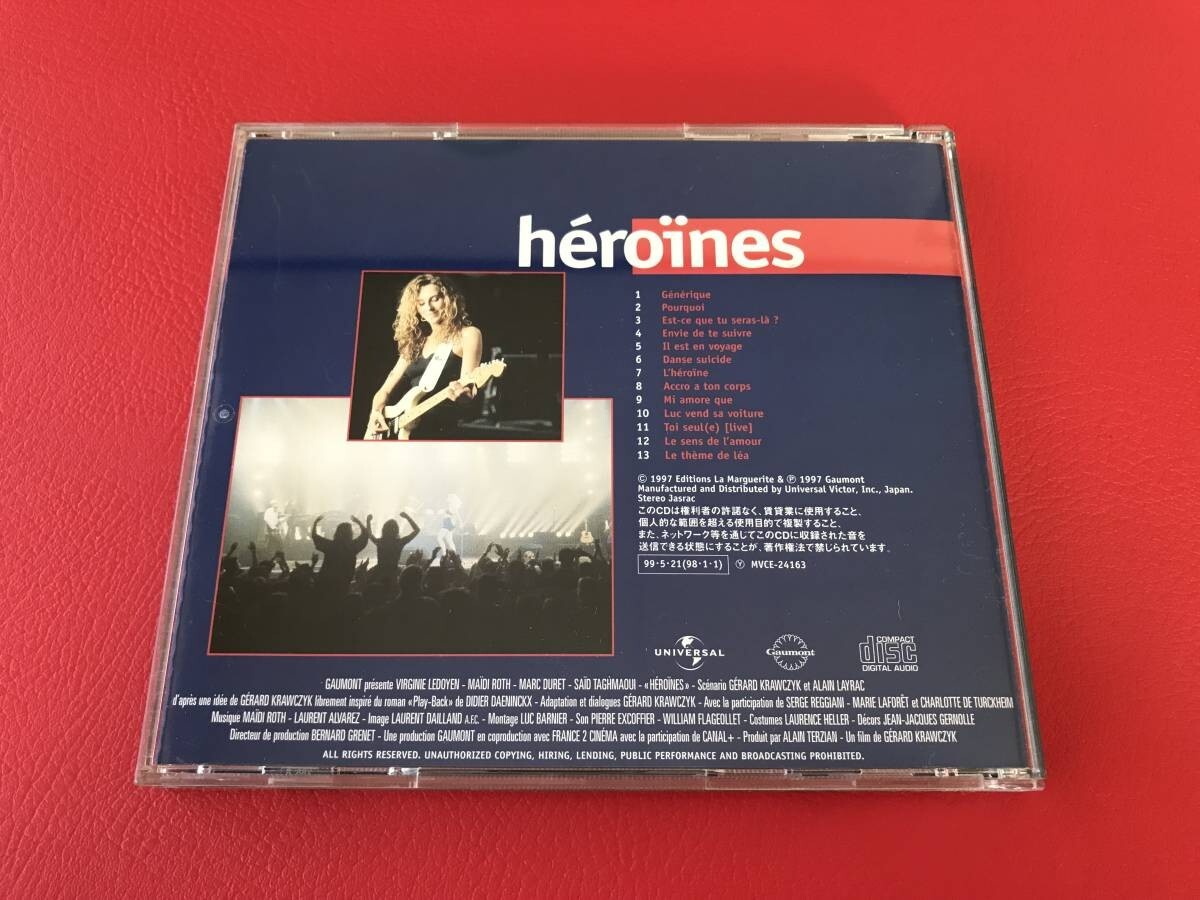 héroïnes
1 Générique
2 Pourquoi
3 Est-ce que tu seras-là ?
4 Envie de te suivre
5 Il est en voyage
6 Danse suicide
7 L'héroïne
8 Accro a ton corps
9 Mi amore que
10 Luc vend sa voiture
11 Toi seul(e) [live]
12 Le sens de l'amour
13 Le thème de léa
© 1997 Editions La Marguerite & ℗ 1997 Gaumont
Manufactured and Distributed by Universal Victor, Inc., Japan.
Stereo Jasrac
このCDは権利者の許諾なく、賃貸業に使用すること、
個人的な範囲を超える使用目的で複製すること、
また、ネットワーク等を通じてこのCDに収録された音を
送信できる状態にすることが、著作権法で禁じられています。
99・5・21(98・1・1) Ⓨ MVCE-24163
UNIVERSAL
Gaumont
COMPACT disc DIGITAL AUDIO
GAUMONT présente VIRGINIE LEDOYEN - MAÏDI ROTH - MARC DURET - SAÏD TAGHMAOUI - «HÉROÏNES» - Scénario GÉRARD KRAWCZYK et ALAIN LAYRAC
d'après une idée de GÉRARD KRAWCZYK librement inspiré du roman «Play-Back» de DIDIER DAENINCKX - Adaptation et dialogues GÉRARD KRAWCZYK - Avec la participation de SERGE REGGIANI - MARIE LAFORÊT et CHARLOTTE DE TURCKHEIM
Musique MAÏDI ROTH - LAURENT ALVAREZ - Image LAURENT DAILLAND A.F.C. - Montage LUC BARNIER - Son PIERRE EXCOFFIER - WILLIAM FLAGEOLLET - Costumes LAURENCE HELLER - Décors JEAN-JACQUES GERNOLLE
Directeur de production BERNARD GRENET - Une production GAUMONT en coproduction avec FRANCE 2 CINÉMA avec la participation de CANAL+ - Produit par ALAIN TERZIAN - Un film de GÉRARD KRAWCZYK
ALL RIGHTS RESERVED. UNAUTHORIZED COPYING, HIRING, LENDING, PUBLIC PERFORMANCE AND BROADCASTING PROHIBITED.